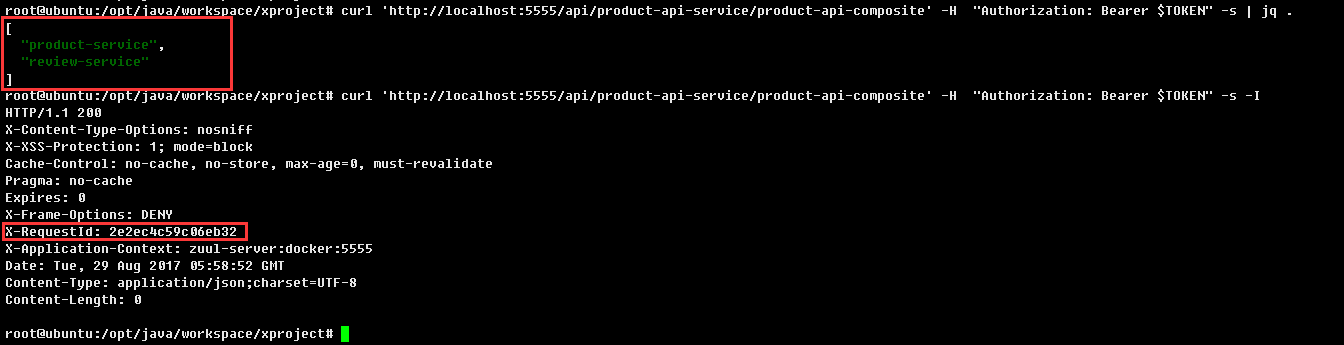 root@ubuntu:/opt/java/workspace/xproject# curl 'http://localhost:5555/api/product-api-service/product-api-composite' -H  "Authorization: Bearer $TOKEN" -s | jq .
[
  "product-service",
  "review-service"
]
root@ubuntu:/opt/java/workspace/xproject# curl 'http://localhost:5555/api/product-api-service/product-api-composite' -H  "Authorization: Bearer $TOKEN" -s -I
HTTP/1.1 200
X-Content-Type-Options: nosniff
X-XSS-Protection: 1; mode=block
Cache-Control: no-cache, no-store, max-age=0, must-revalidate
Pragma: no-cache
Expires: 0
X-Frame-Options: DENY
X-RequestId: 2e2ec4c59c06eb32
X-Application-Context: zuul-server:docker:5555
Date: Tue, 29 Aug 2017 05:58:52 GMT
Content-Type: application/json;charset=UTF-8
Content-Length: 0
root@ubuntu:/opt/java/workspace/xproject#